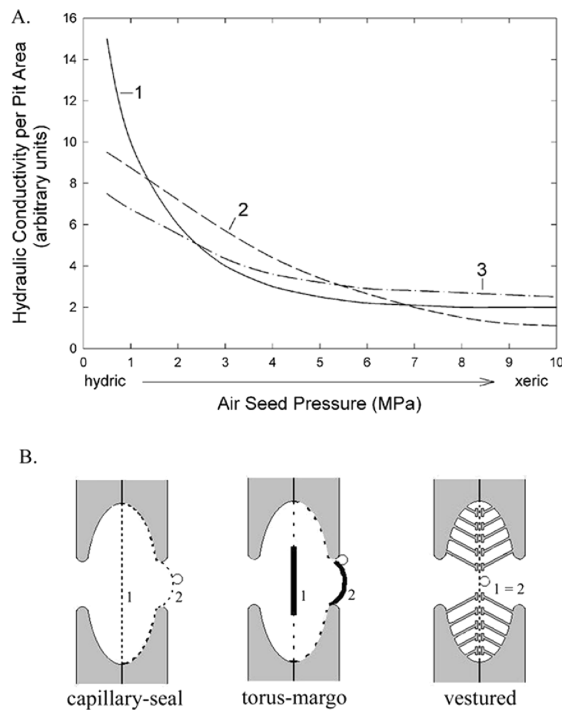 A.
Hydraulic Conductivity per Pit Area
(arbitrary units)
16
14
12
10
8
6
4
2
0
1
2
3
0 1 2 3 4 5 6 7 8 9 10
hydric xeric
Air Seed Pressure (MPa)
B.
1 2
1 2
1 = 2
capillary-seal torus-margo vestured